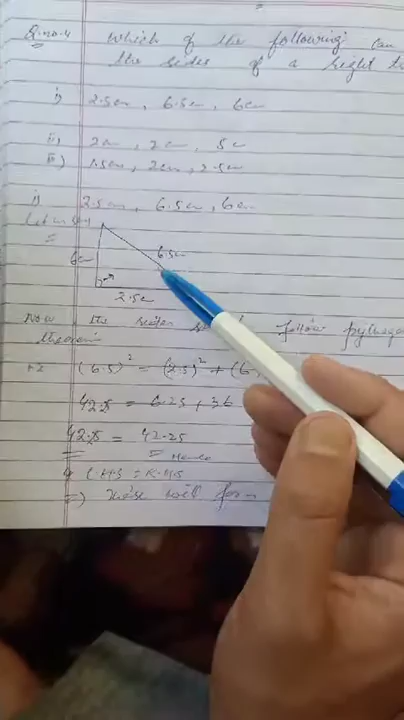 Q.no.4 Which of the following can
the sides of a right
i) 2.5cm, 6.5cm, 6cm
ii) 2cm, 2cm, 5cm
iii) 1.5cm, 2cm, 2.5cm
i) 2.5cm, 6.5cm, 6cm
6cm
6.5cm
2.5cm
Now the sides follow
theorem
(6.5)² = (2.5)² + (6
42.25 = 6.25 + 36
42.25 = 42.25
= Hence
L.H.S = R.H.S
=) these will for